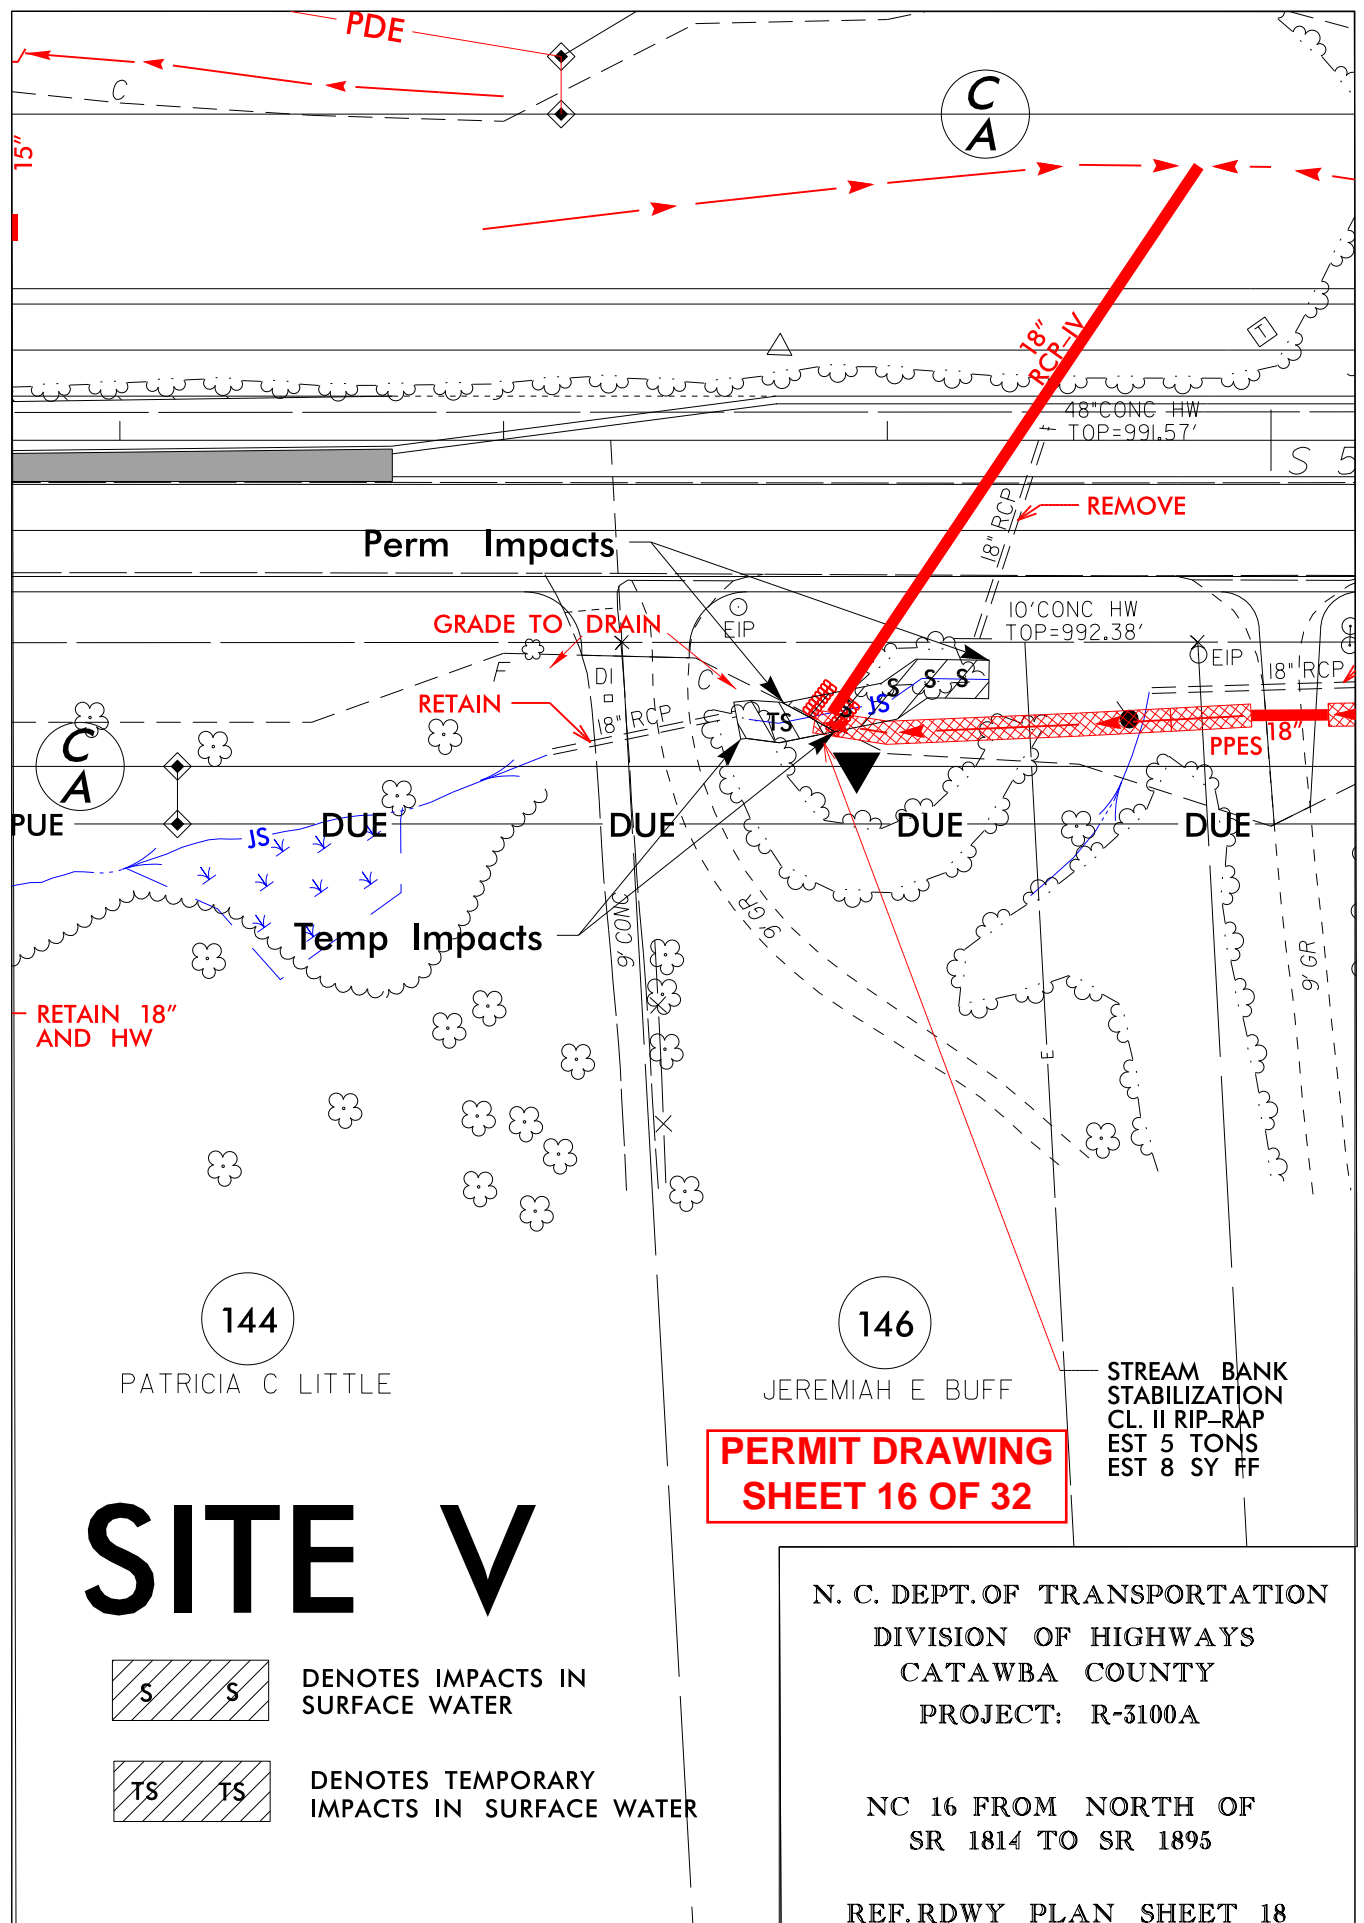 PDE
C
C
A
15"
18"
RCP-IV
T
48"CONC HW
TOP=991.57'
S 5
18" RCP
REMOVE
Perm Impacts
10'CONC HW
TOP=992.38'
GRADE TO DRAIN
EIP
EIP
F
DI
C
S S S
18" RCP
RETAIN
18" RCP
TS
JS
S
PPES
18"
C
A
PUE
DUE
DUE
DUE
DUE
JS
9' CONC
9' GR
9' GR
Temp Impacts
RETAIN 18"
AND HW
E
144
PATRICIA C LITTLE
146
JEREMIAH E BUFF
STREAM BANK
STABILIZATION
CL. II RIP-RAP
EST 5 TONS
EST 8 SY FF
PERMIT DRAWING
SHEET 16 OF 32
SITE V
S S
DENOTES IMPACTS IN
SURFACE WATER
TS TS
DENOTES TEMPORARY
IMPACTS IN SURFACE WATER
N. C. DEPT. OF TRANSPORTATION
DIVISION OF HIGHWAYS
CATAWBA COUNTY
PROJECT: R-3100A
NC 16 FROM NORTH OF
SR 1814 TO SR 1895
REF. RDWY PLAN SHEET 18